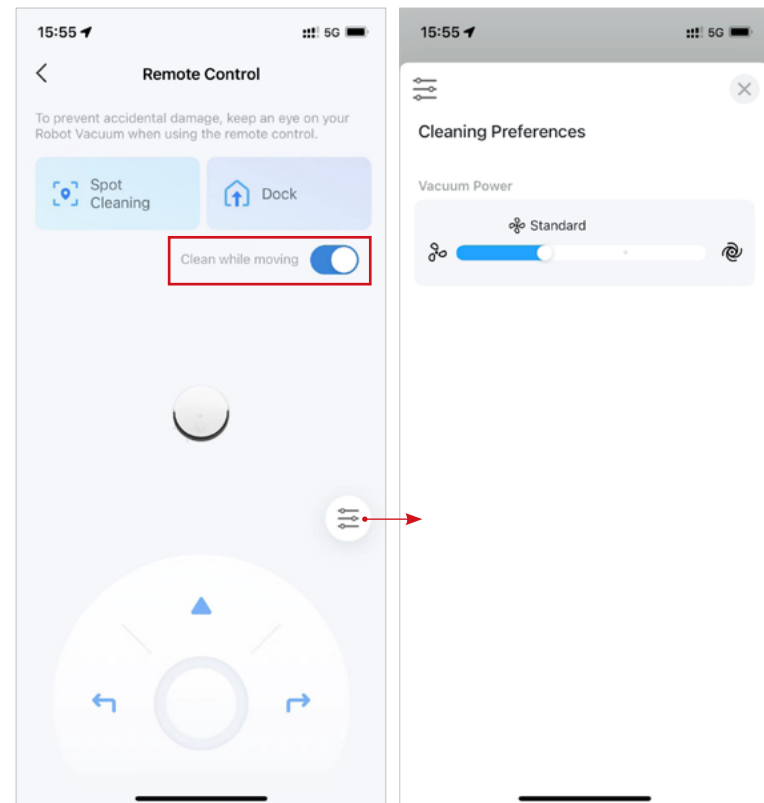 15:55
5G
Remote Control
To prevent accidental damage, keep an eye on your
Robot Vacuum when using the remote control.
Spot
Cleaning
Dock
Clean while moving
15:55
5G
Cleaning Preferences
Vacuum Power
Standard